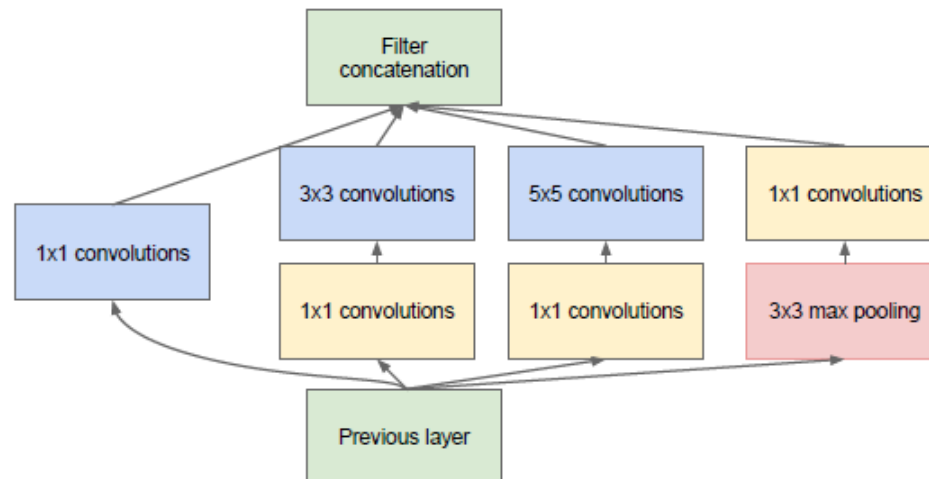 Filter
concatenation
3x3 convolutions
5x5 convolutions
1x1 convolutions
1x1 convolutions
1x1 convolutions
1x1 convolutions
3x3 max pooling
Previous layer